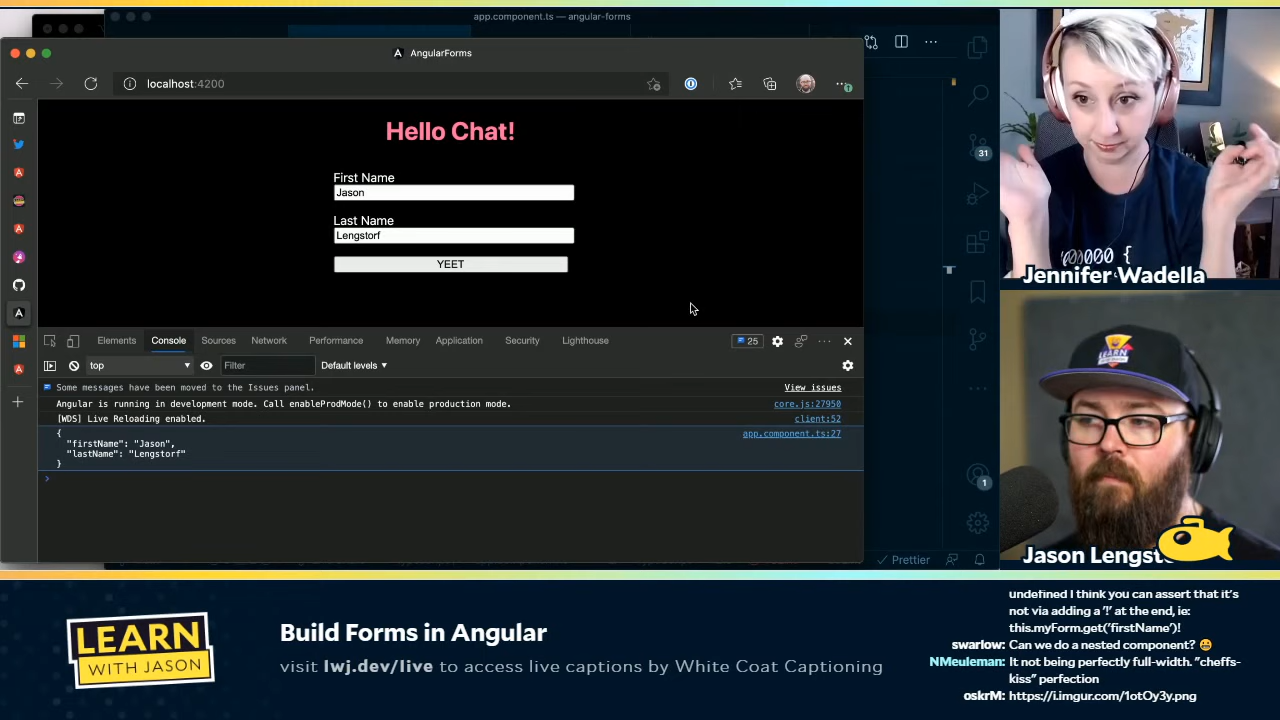 app.component.ts — angular-forms
AngularForms
localhost:4200
Hello Chat!
First Name
Jason
Last Name
Lengstorf
YEET
31
1
Elements Console Sources Network Performance Memory Application Security Lighthouse
25
top
Filter
Default levels
Some messages have been moved to the Issues panel.
View issues
Angular is running in development mode. Call enableProdMode() to enable production mode.
core.js:27950
[WDS] Live Reloading enabled.
client:52
{
app.component.ts:27
"firstName": "Jason",
"lastName": "Lengstorf"
}
Prettier
Jennifer Wadella
LEARN
Jason Lengst
LEARN
WITH JASON
Build Forms in Angular
visit lwj.dev/live to access live captions by White Coat Captioning
undefined I think you can assert that it's
not via adding a '!' at the end, ie:
this.myForm.get('firstName')!
swarlow: Can we do a nested component? 😀
NMeuleman: It not being perfectly full-width. "cheffs-
kiss" perfection
oskrM: https://i.imgur.com/1otOy3y.png